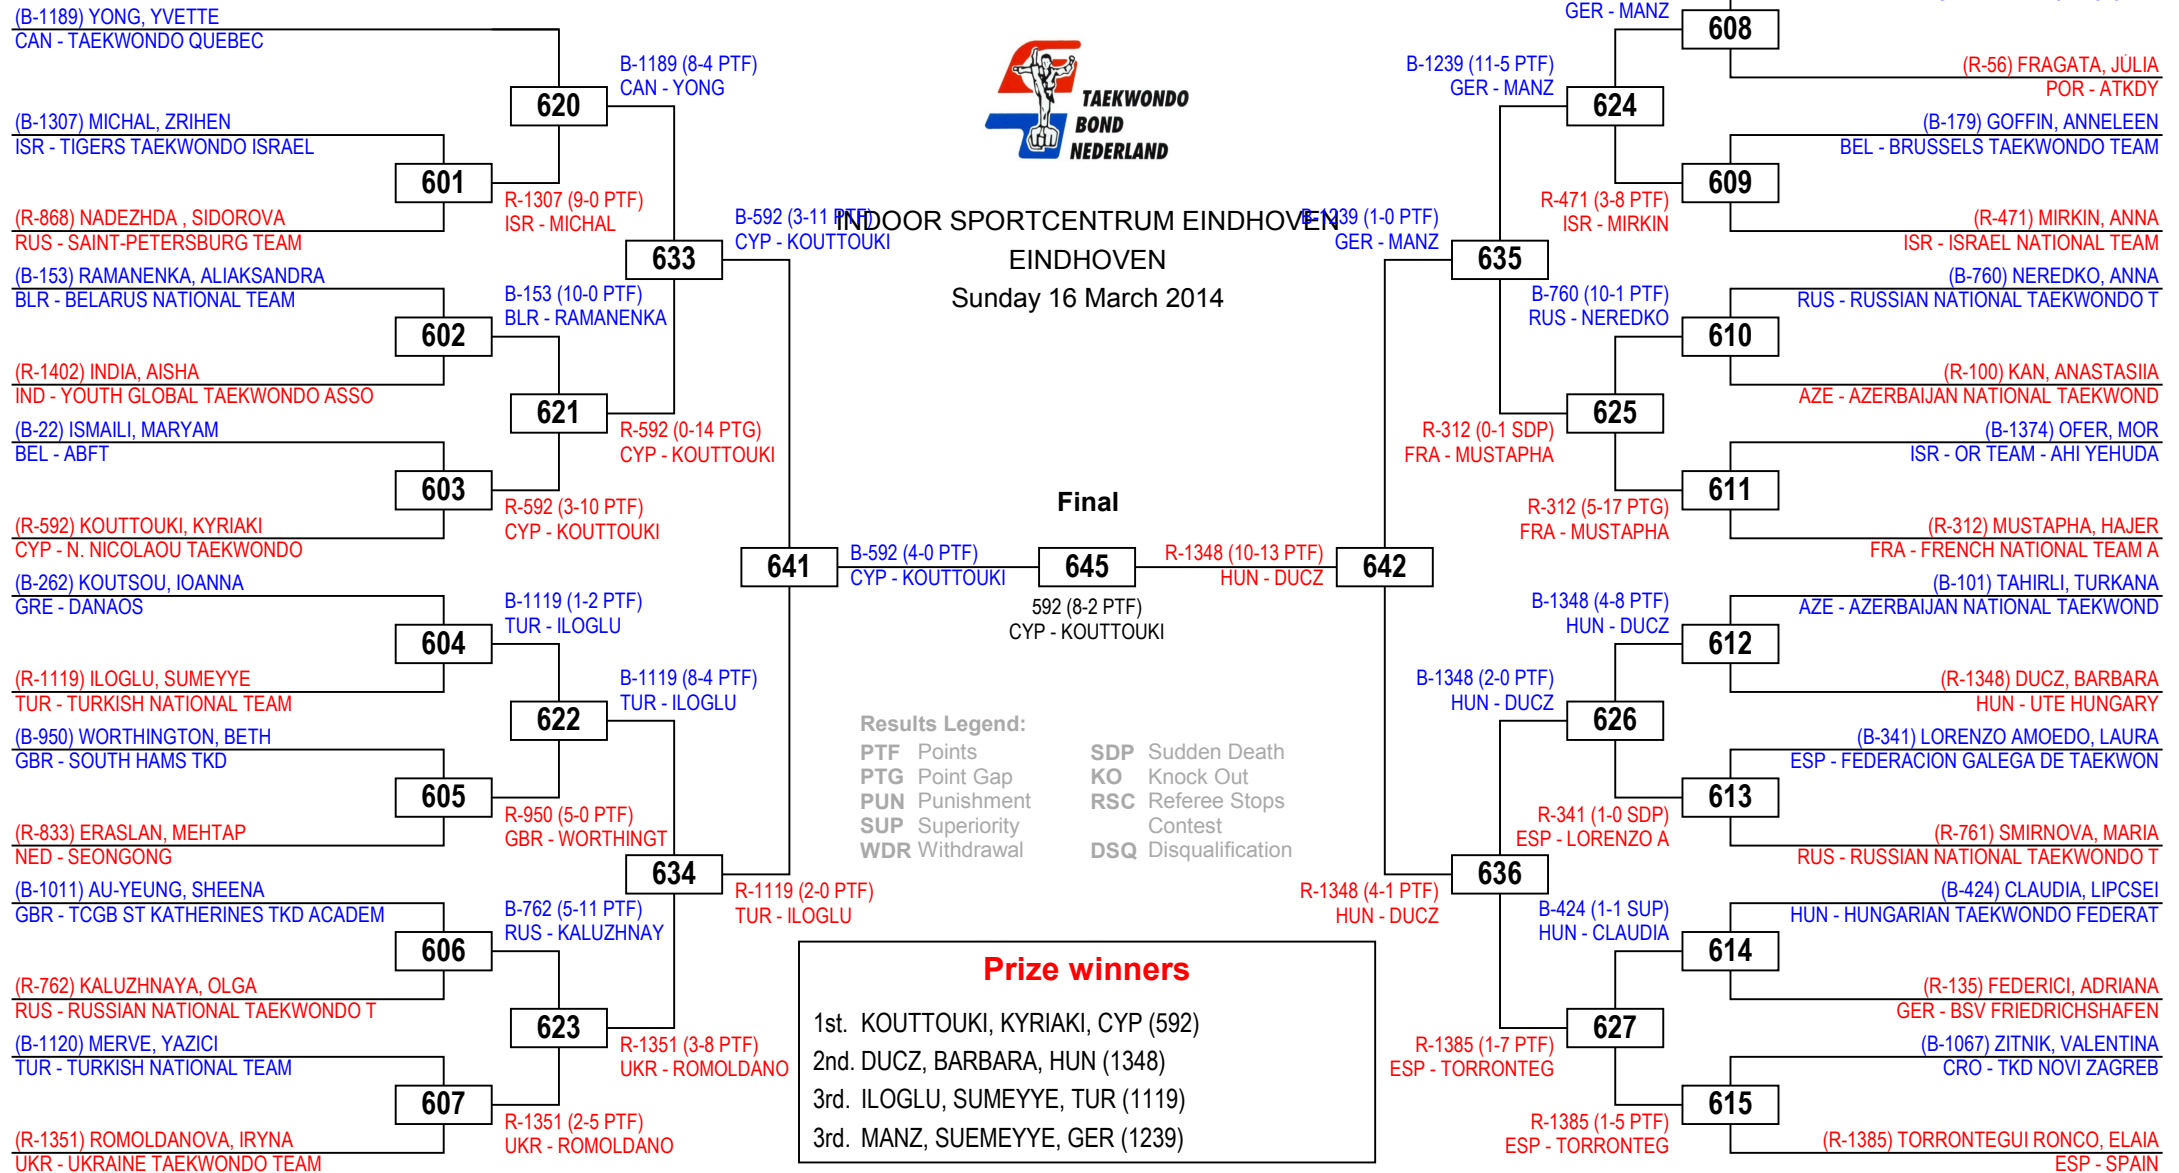 (B-1189) YONG, YVETTE
CAN - TAEKWONDO QUEBEC
(B-1307) MICHAL, ZRIHEN
ISR - TIGERS TAEKWONDO ISRAEL
(R-868) NADEZHDA , SIDOROVA
RUS - SAINT-PETERSBURG TEAM
(B-153) RAMANENKA, ALIAKSANDRA
BLR - BELARUS NATIONAL TEAM
(R-1402) INDIA, AISHA
IND - YOUTH GLOBAL TAEKWONDO ASSO
(B-22) ISMAILI, MARYAM
BEL - ABFT
(R-592) KOUTTOUKI, KYRIAKI
CYP - N. NICOLAOU TAEKWONDO
(B-262) KOUTSOU, IOANNA
GRE - DANAOS
(R-1119) ILOGLU, SUMEYYE
TUR - TURKISH NATIONAL TEAM
(B-950) WORTHINGTON, BETH
GBR - SOUTH HAMS TKD
(R-833) ERASLAN, MEHTAP
NED - SEONGONG
(B-1011) AU-YEUNG, SHEENA
GBR - TCGB ST KATHERINES TKD ACADEM
(R-762) KALUZHNAYA, OLGA
RUS - RUSSIAN NATIONAL TAEKWONDO T
(B-1120) MERVE, YAZICI
TUR - TURKISH NATIONAL TEAM
(R-1351) ROMOLDANOVA, IRYNA
UKR - UKRAINE TAEKWONDO TEAM
601
602
603
604
605
606
607
R-1307 (9-0 PTF)
ISR - MICHAL
B-153 (10-0 PTF)
BLR - RAMANENKA
R-592 (3-10 PTF)
CYP - KOUTTOUKI
B-1119 (1-2 PTF)
TUR - ILOGLU
R-950 (5-0 PTF)
GBR - WORTHINGT
B-762 (5-11 PTF)
RUS - KALUZHNAY
R-1351 (2-5 PTF)
UKR - ROMOLDANO
620
621
622
623
B-1189 (8-4 PTF)
CAN - YONG
R-592 (0-14 PTG)
CYP - KOUTTOUKI
B-1119 (8-4 PTF)
TUR - ILOGLU
R-1351 (3-8 PTF)
UKR - ROMOLDANO
633
634
B-592 (3-11 PTF)
CYP - KOUTTOUKI
R-1119 (2-0 PTF)
TUR - ILOGLU
641
B-592 (4-0 PTF)
CYP - KOUTTOUKI
TAEKWONDO
BOND
NEDERLAND
INDOOR SPORTCENTRUM EINDHOVEN
EINDHOVEN
Sunday 16 March 2014
Final
645
592 (8-2 PTF)
CYP - KOUTTOUKI
Results Legend:
PTF Points
PTG Point Gap
PUN Punishment
SUP Superiority
WDR Withdrawal
SDP Sudden Death
KO Knock Out
RSC Referee Stops
Contest
DSQ Disqualification
Prize winners
1st. KOUTTOUKI, KYRIAKI, CYP (592)
2nd. DUCZ, BARBARA, HUN (1348)
3rd. ILOGLU, SUMEYYE, TUR (1119)
3rd. MANZ, SUEMEYYE, GER (1239)
R-1348 (10-13 PTF)
HUN - DUCZ
642
B-1239 (1-0 PTF)
GER - MANZ
R-1348 (4-1 PTF)
HUN - DUCZ
635
636
B-1239 (11-5 PTF)
GER - MANZ
R-312 (0-1 SDP)
FRA - MUSTAPHA
B-1348 (2-0 PTF)
HUN - DUCZ
R-1385 (1-7 PTF)
ESP - TORRONTEG
624
625
626
627
GER - MANZ
R-471 (3-8 PTF)
ISR - MIRKIN
B-760 (10-1 PTF)
RUS - NEREDKO
R-312 (5-17 PTG)
FRA - MUSTAPHA
B-1348 (4-8 PTF)
HUN - DUCZ
R-341 (1-0 SDP)
ESP - LORENZO A
B-424 (1-1 SUP)
HUN - CLAUDIA
R-1385 (1-5 PTF)
ESP - TORRONTEG
608
609
610
611
612
613
614
615
(R-56) FRAGATA, JÚLIA
POR - ATKDY
(B-179) GOFFIN, ANNELEEN
BEL - BRUSSELS TAEKWONDO TEAM
(R-471) MIRKIN, ANNA
ISR - ISRAEL NATIONAL TEAM
(B-760) NEREDKO, ANNA
RUS - RUSSIAN NATIONAL TAEKWONDO T
(R-100) KAN, ANASTASIIA
AZE - AZERBAIJAN NATIONAL TAEKWOND
(B-1374) OFER, MOR
ISR - OR TEAM - AHI YEHUDA
(R-312) MUSTAPHA, HAJER
FRA - FRENCH NATIONAL TEAM A
(B-101) TAHIRLI, TURKANA
AZE - AZERBAIJAN NATIONAL TAEKWOND
(R-1348) DUCZ, BARBARA
HUN - UTE HUNGARY
(B-341) LORENZO AMOEDO, LAURA
ESP - FEDERACION GALEGA DE TAEKWON
(R-761) SMIRNOVA, MARIA
RUS - RUSSIAN NATIONAL TAEKWONDO T
(B-424) CLAUDIA, LIPCSEI
HUN - HUNGARIAN TAEKWONDO FEDERAT
(R-135) FEDERICI, ADRIANA
GER - BSV FRIEDRICHSHAFEN
(B-1067) ZITNIK, VALENTINA
CRO - TKD NOVI ZAGREB
(R-1385) TORRONTEGUI RONCO, ELAIA
ESP - SPAIN